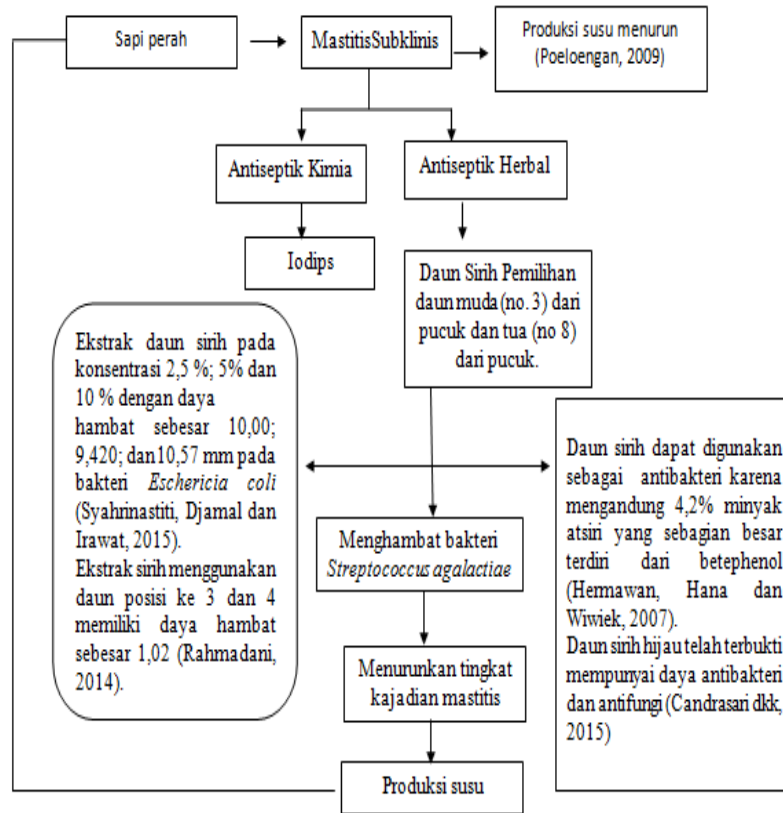 Sapi perah
MastitisSubklinis
Produksi susu menurun
(Poeloengan, 2009)
Antiseptik Kimia
Antiseptik Herbal
Iodips
Daun Sirih Pemilihan
daun muda (no. 3) dari
pucuk dan tua (no 8)
dari pucuk.
Ekstrak daun sirih pada
konsentrasi 2,5 %; 5% dan
10 % dengan daya
hambat sebesar 10,00;
9,420; dan10,57 mm pada
bakteri Eschericia coli
(Syahrinastiti, Djamal dan
Irawat, 2015).
Ekstrak sirih menggunakan
daun posisi ke 3 dan 4
memiliki daya hambat
sebesar 1,02 (Rahmadani,
2014).
Daun sirih dapat digunakan
sebagai antibakteri karena
mengandung 4,2% minyak
atsiri yang sebagian besar
terdiri dari betephenol
(Hermawan, Hana dan
Wiwiek, 2007).
Daun sirih hijau telah terbukti
mempunyai daya antibakteri
dan antifungi (Candrasari dkk,
2015)
Menghambat bakteri
Streptococcus agalactiae
Menurunkan tingkat
kajadian mastitis
Produksi susu